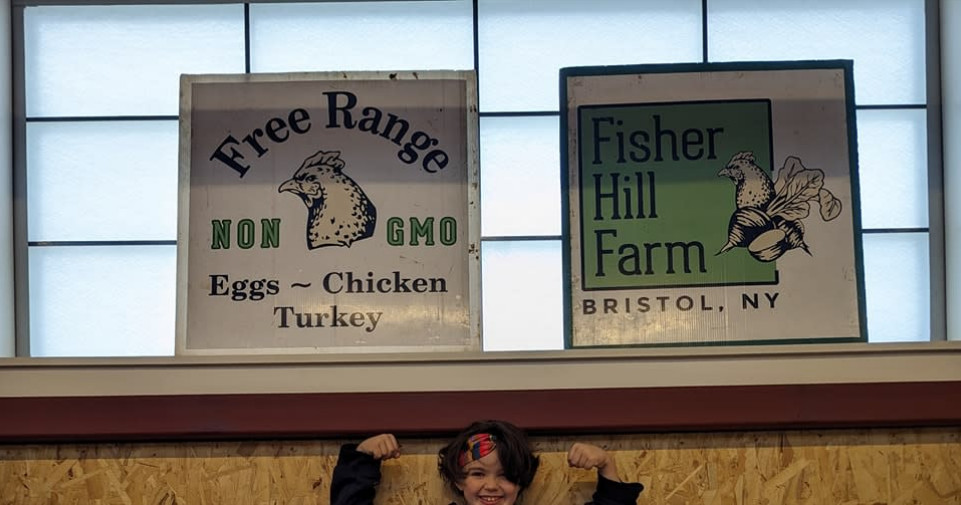 Free Range
NON GMO
Eggs ~ Chicken
Turkey
Fisher
Hill
Farm
BRISTOL, NY